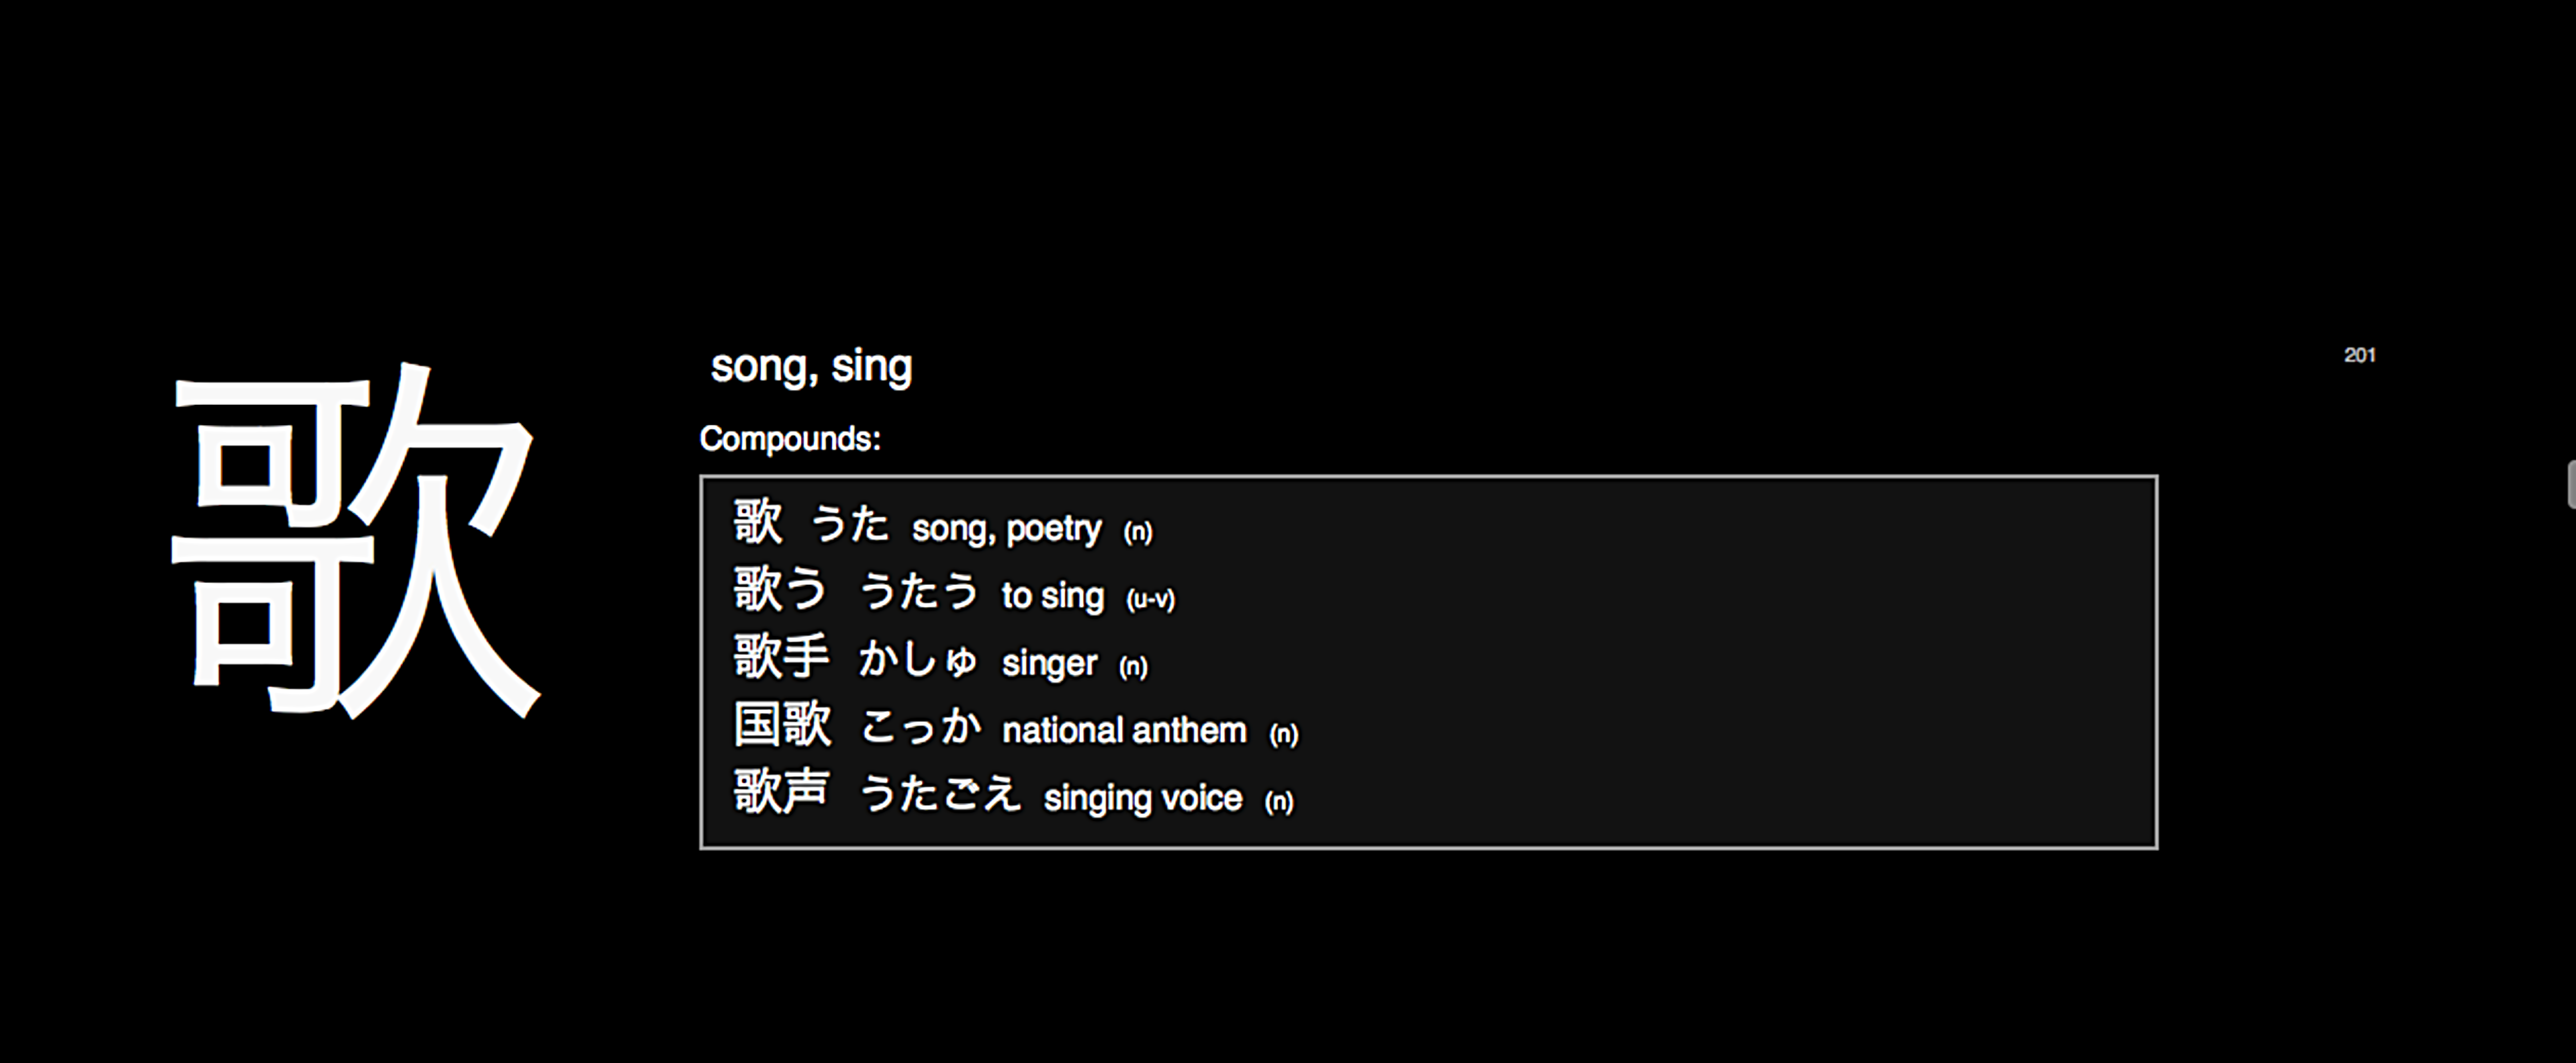 歌
song, sing
201
Compounds:
歌 うた song, poetry (n)
歌う うたう to sing (u-v)
歌手 かしゅ singer (n)
国歌 こっか national anthem (n)
歌声 うたごえ singing voice (n)